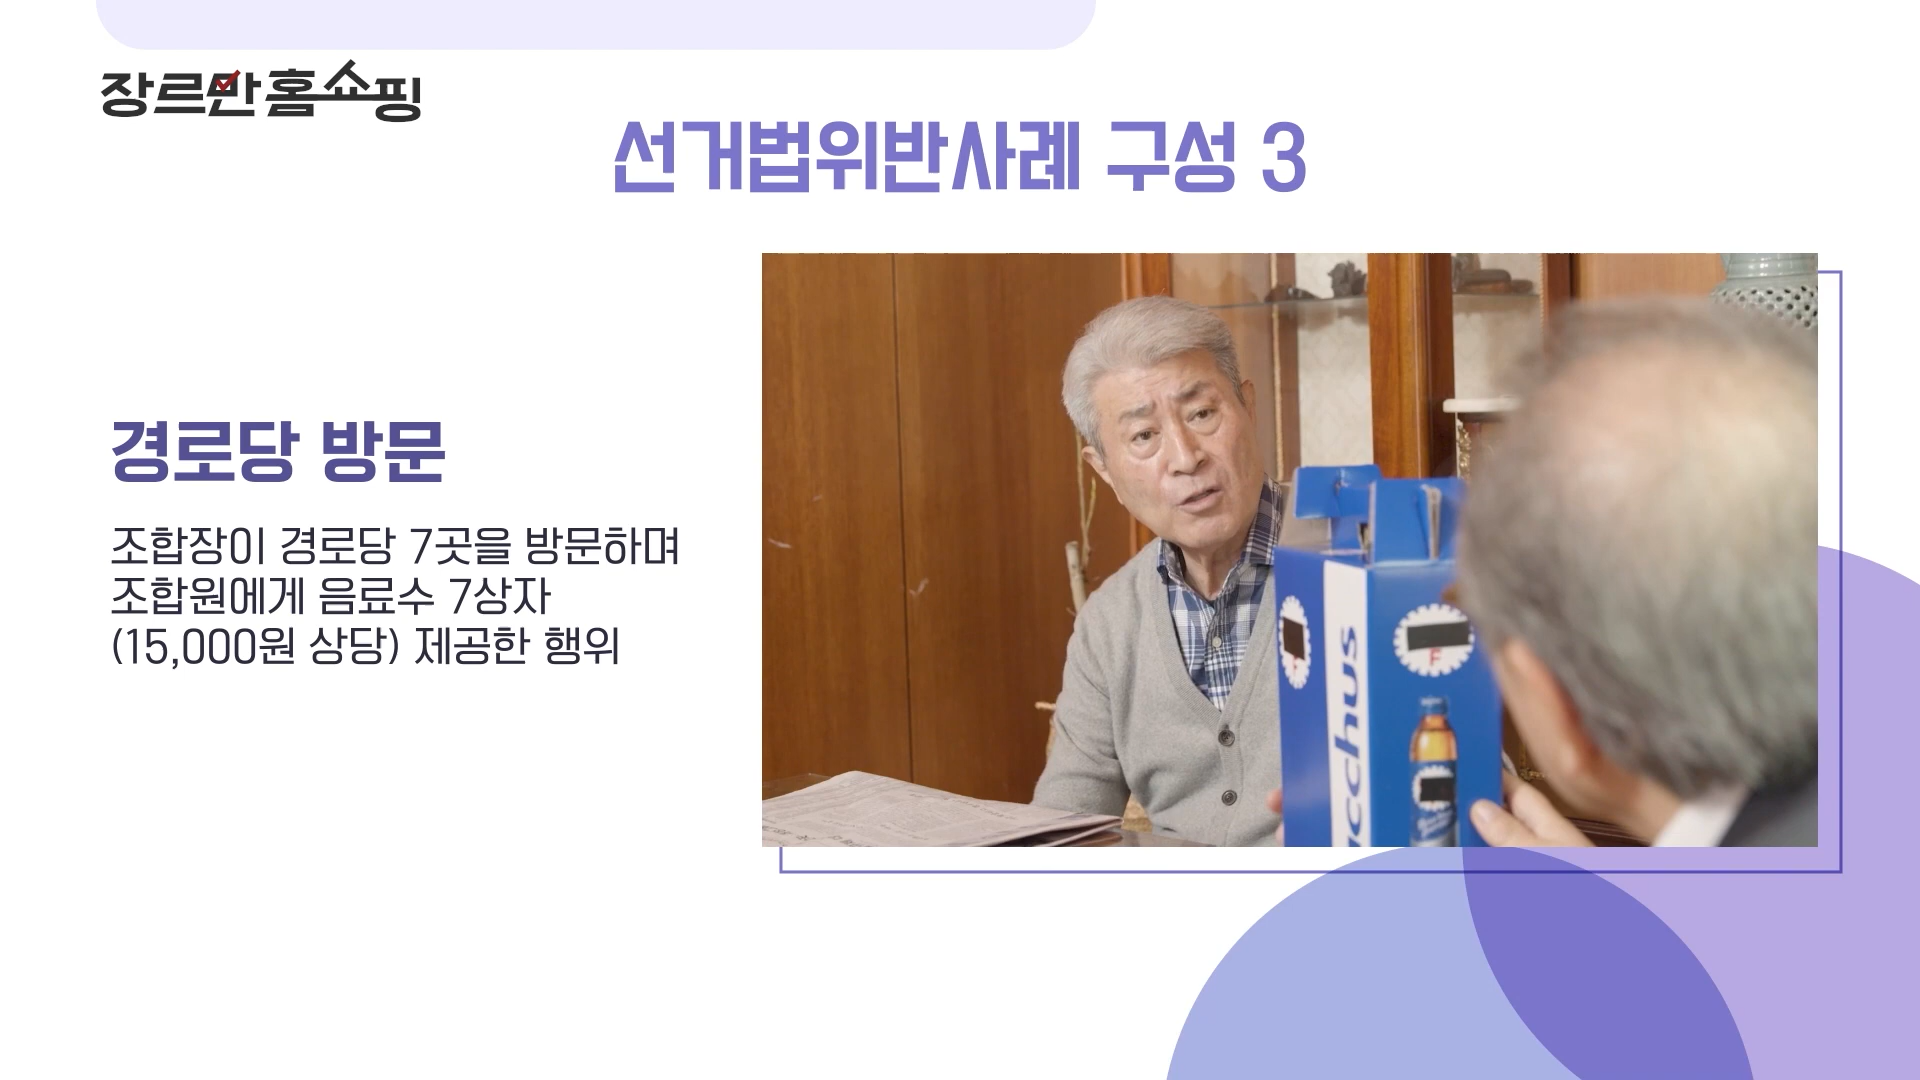 장르만 홈쇼핑
선거법위반사례 구성 3
경로당 방문
조합장이 경로당 7곳을 방문하며
조합원에게 음료수 7상자
(15,000원 상당) 제공한 행위
cchus
F